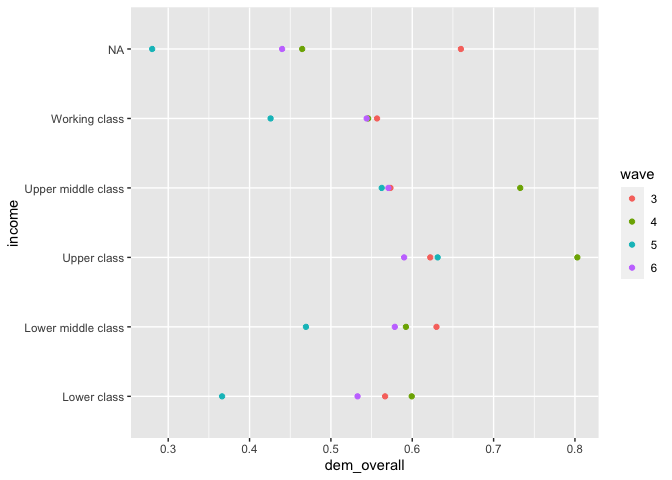 NA
Working class
Upper middle class
Upper class
Lower middle class
Lower class
income
0.3 0.4 0.5 0.6 0.7 0.8
dem_overall
wave
3
4
5
6